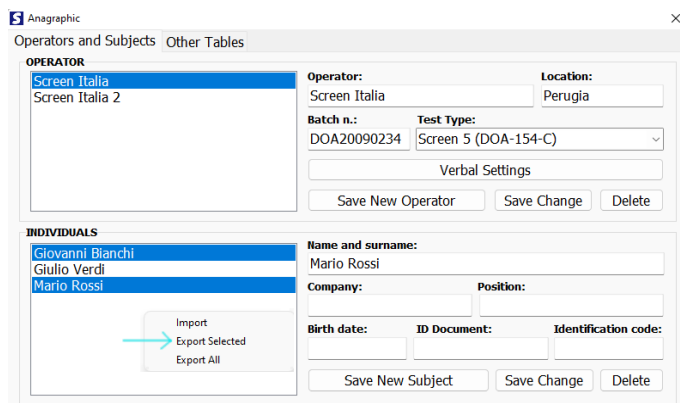 S Anagraphic
Operators and Subjects Other Tables
OPERATOR
Screen Italia
Screen Italia 2
Operator: Location:
Screen Italia Perugia
Batch n.: Test Type:
DOA20090234 Screen 5 (DOA-154-C)
Verbal Settings
Save New Operator Save Change Delete
INDIVIDUALS
Giovanni Bianchi
Giulio Verdi
Mario Rossi
Import
Export Selected
Export All
Name and surname:
Mario Rossi
Company: Position:
Birth date: ID Document: Identification code:
Save New Subject Save Change Delete